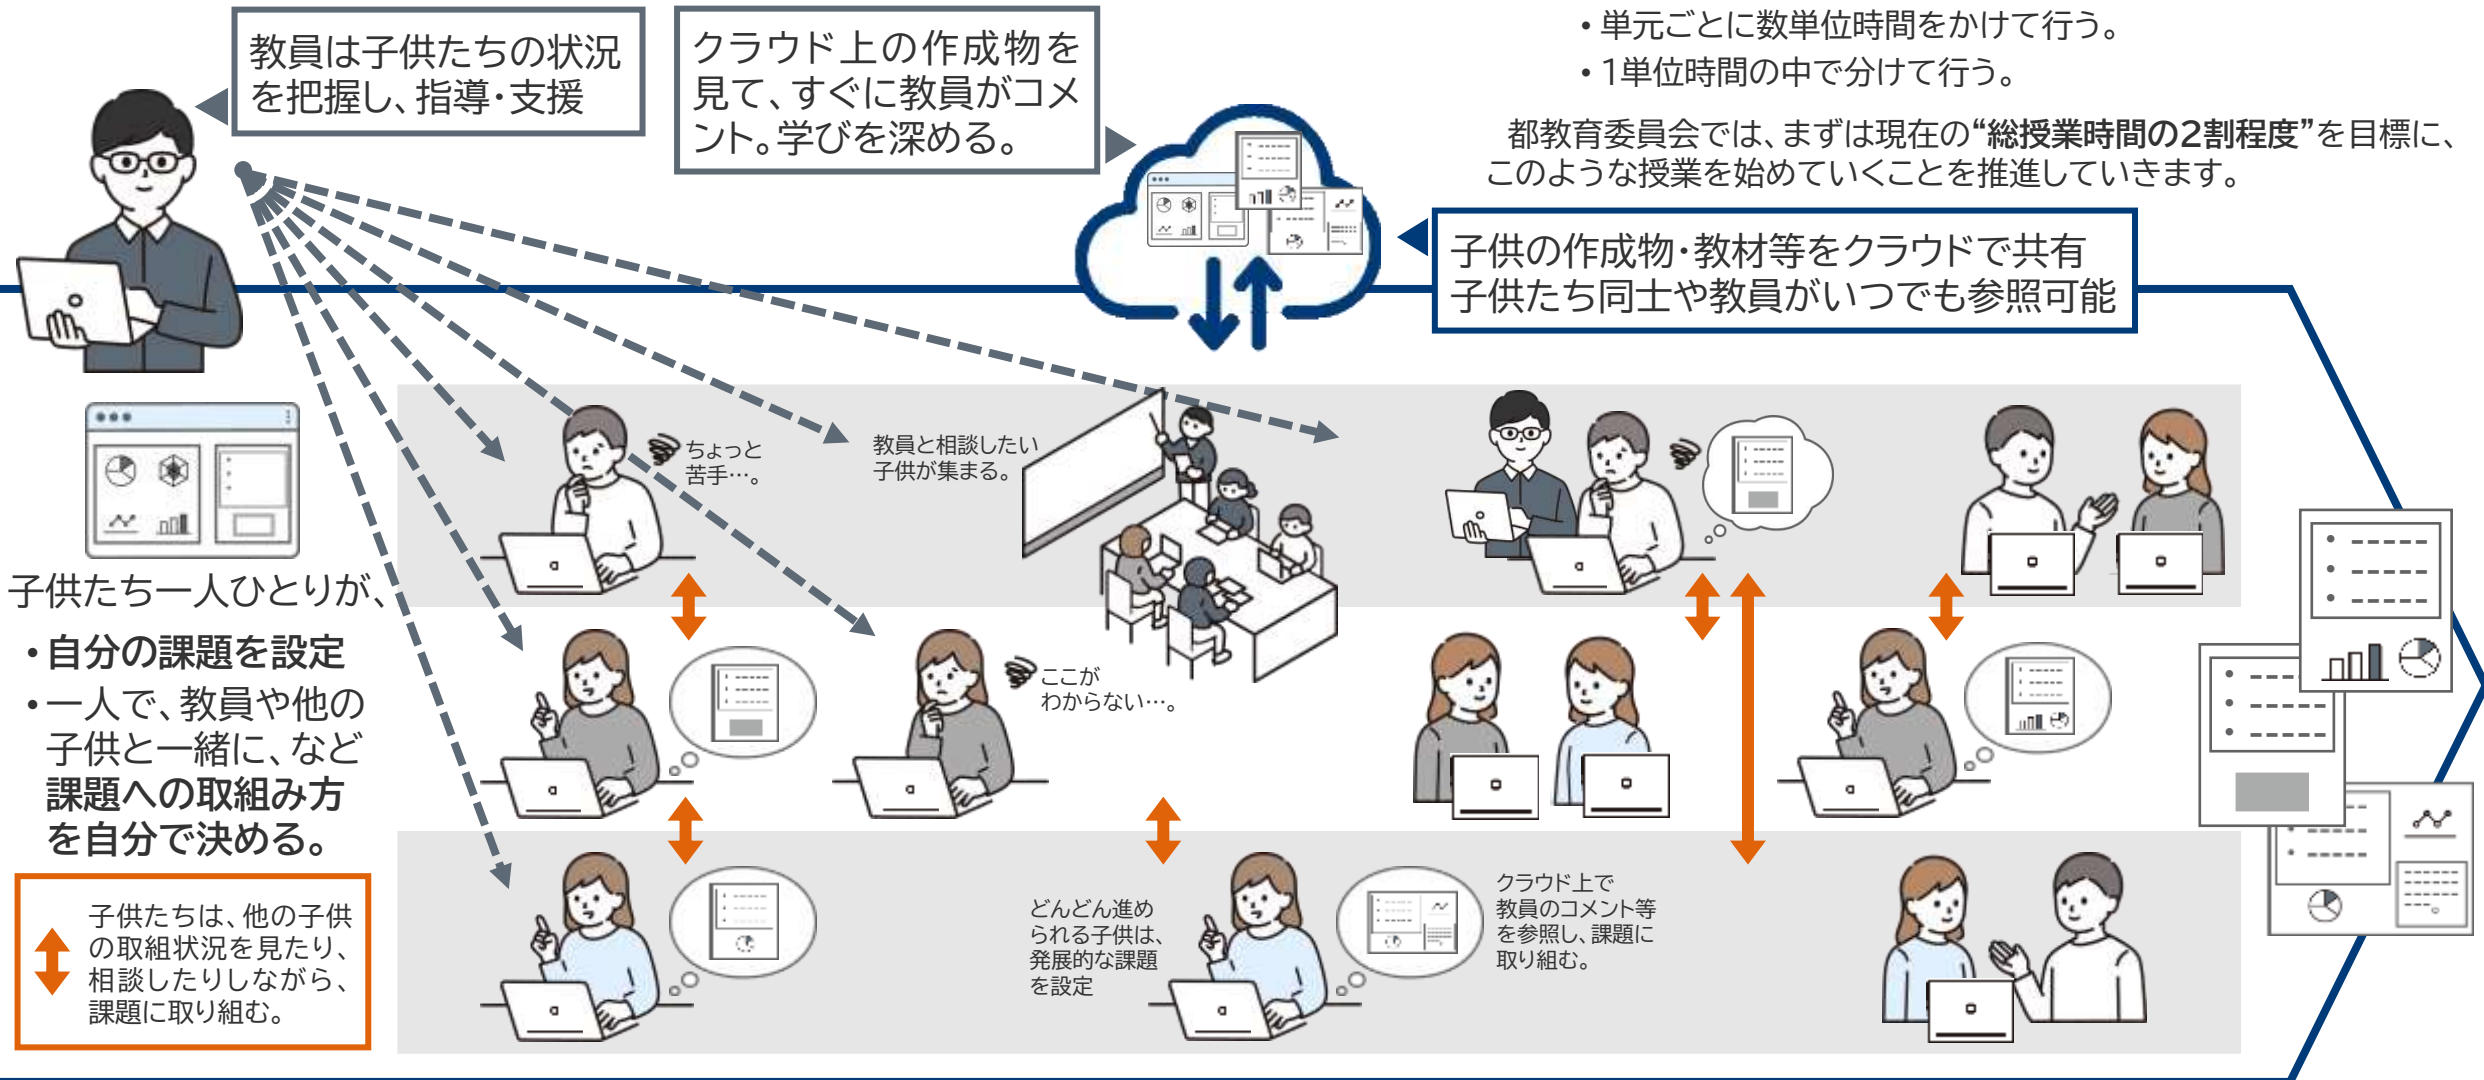 教員は子供たちの状況
を把握し、指導・支援
クラウド上の作成物を
見て、すぐに教員がコメ
ント。学びを深める。
・単元ごとに数単位時間をかけて行う。
・1単位時間の中で分けて行う。
都教育委員会では、まずは現在の“総授業時間の2割程度”を目標に、
このような授業を始めていくことを推進していきます。
子供の作成物・教材等をクラウドで共有
子供たち同士や教員がいつでも参照可能
ちょっと
苦手…。
教員と相談したい
子供が集まる。
子供たち一人ひとりが、
・自分の課題を設定
・一人で、教員や他の
子供と一緒に、など
課題への取組み方
を自分で決める。
ここが
わからない…。
子供たちは、他の子供
の取組状況を見たり、
相談したりしながら、
課題に取り組む。
どんどん進め
られる子供は、
発展的な課題
を設定
クラウド上で
教員のコメント等
を参照し、課題に
取り組む。